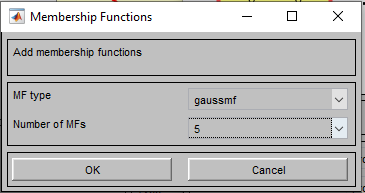 Membership Functions
Add membership functions
MF type
gaussmf
Number of MFs
5
OK
Cancel